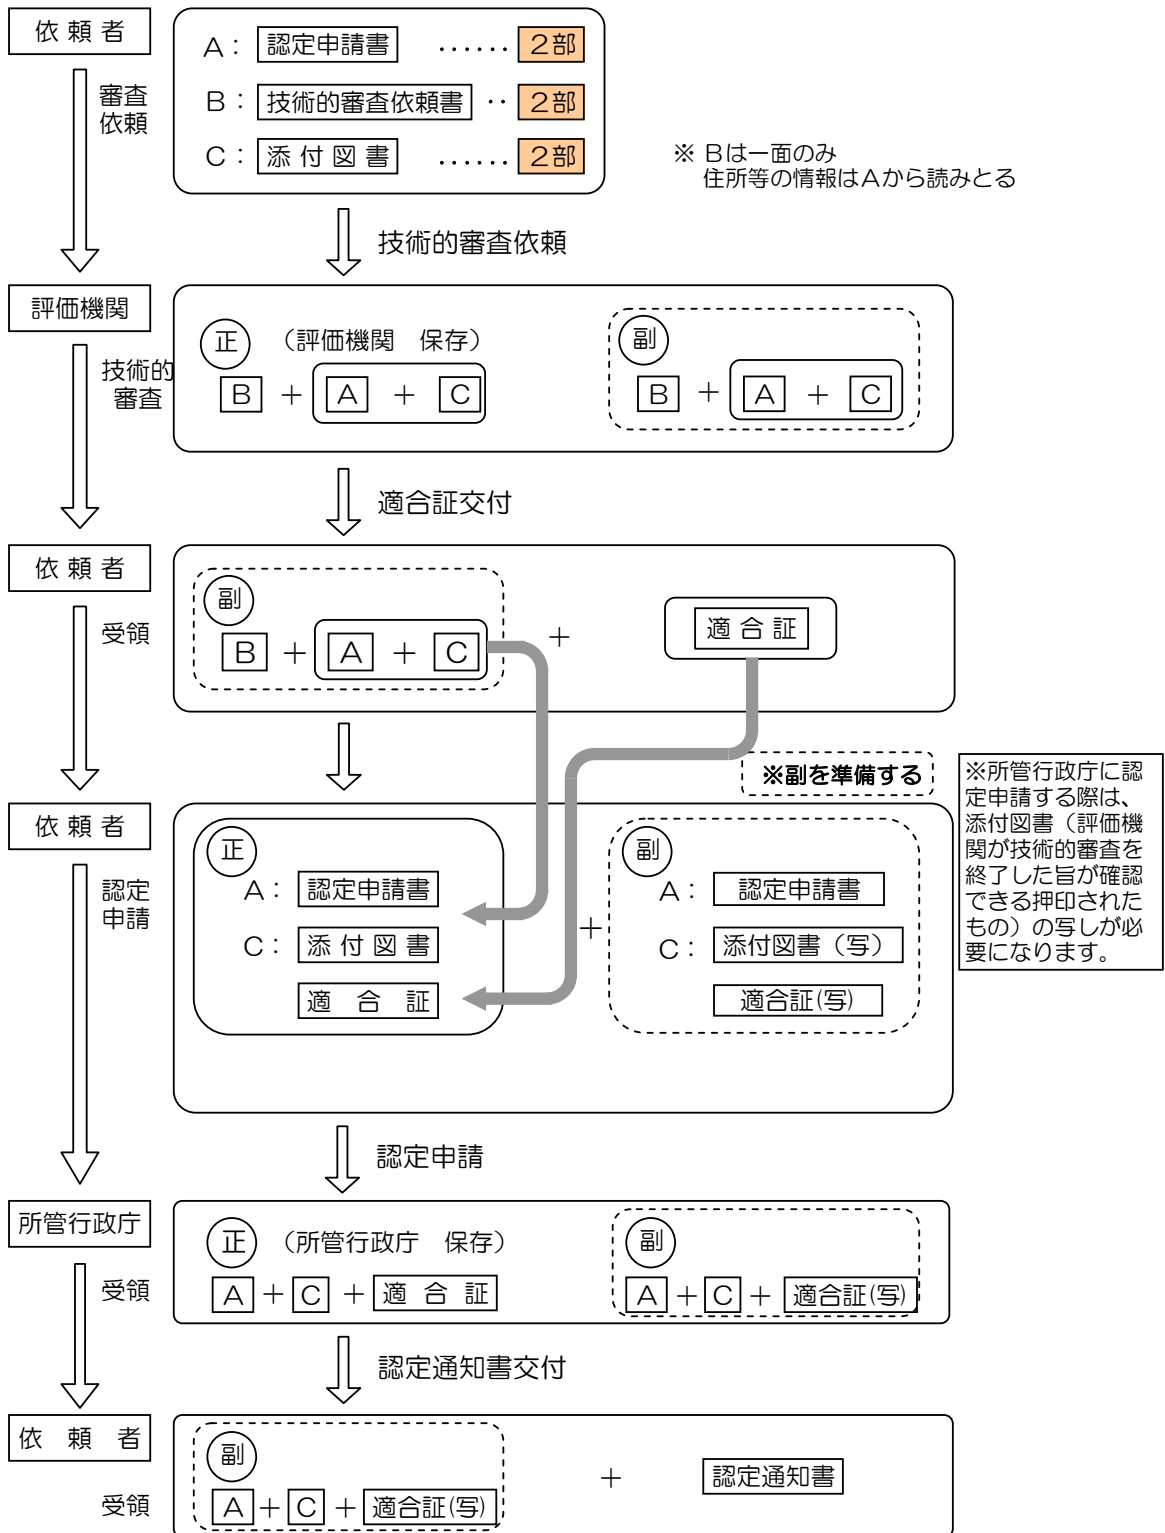 依頼者
A： 認定申請書 …… 2部
審査
依頼
B： 技術的審査依頼書 ‥ 2部
C： 添付図書 …… 2部
※ Bは一面のみ
住所等の情報はAから読みとる
技術的審査依頼
評価機関
正 （評価機関　保存） 副
技術的
審査
B ＋ A ＋ C B ＋ A ＋ C
適合証交付
依頼者
副
受領
B ＋ A ＋ C ＋ 適合証
※副を準備する
依頼者
正 副
認定
申請
A： 認定申請書 A： 認定申請書
＋
C： 添付図書 C： 添付図書（写）
適合証 適合証(写)
※所管行政庁に認
定申請する際は、
添付図書（評価機
関が技術的審査を
終了した旨が確認
できる押印された
もの）の写しが必
要になります。
認定申請
所管行政庁
正 （所管行政庁　保存） 副
受領
A ＋ C ＋ 適合証 A ＋ C ＋ 適合証(写)
認定通知書交付
依頼者
副
＋ 認定通知書
受領
A ＋ C ＋ 適合証(写)